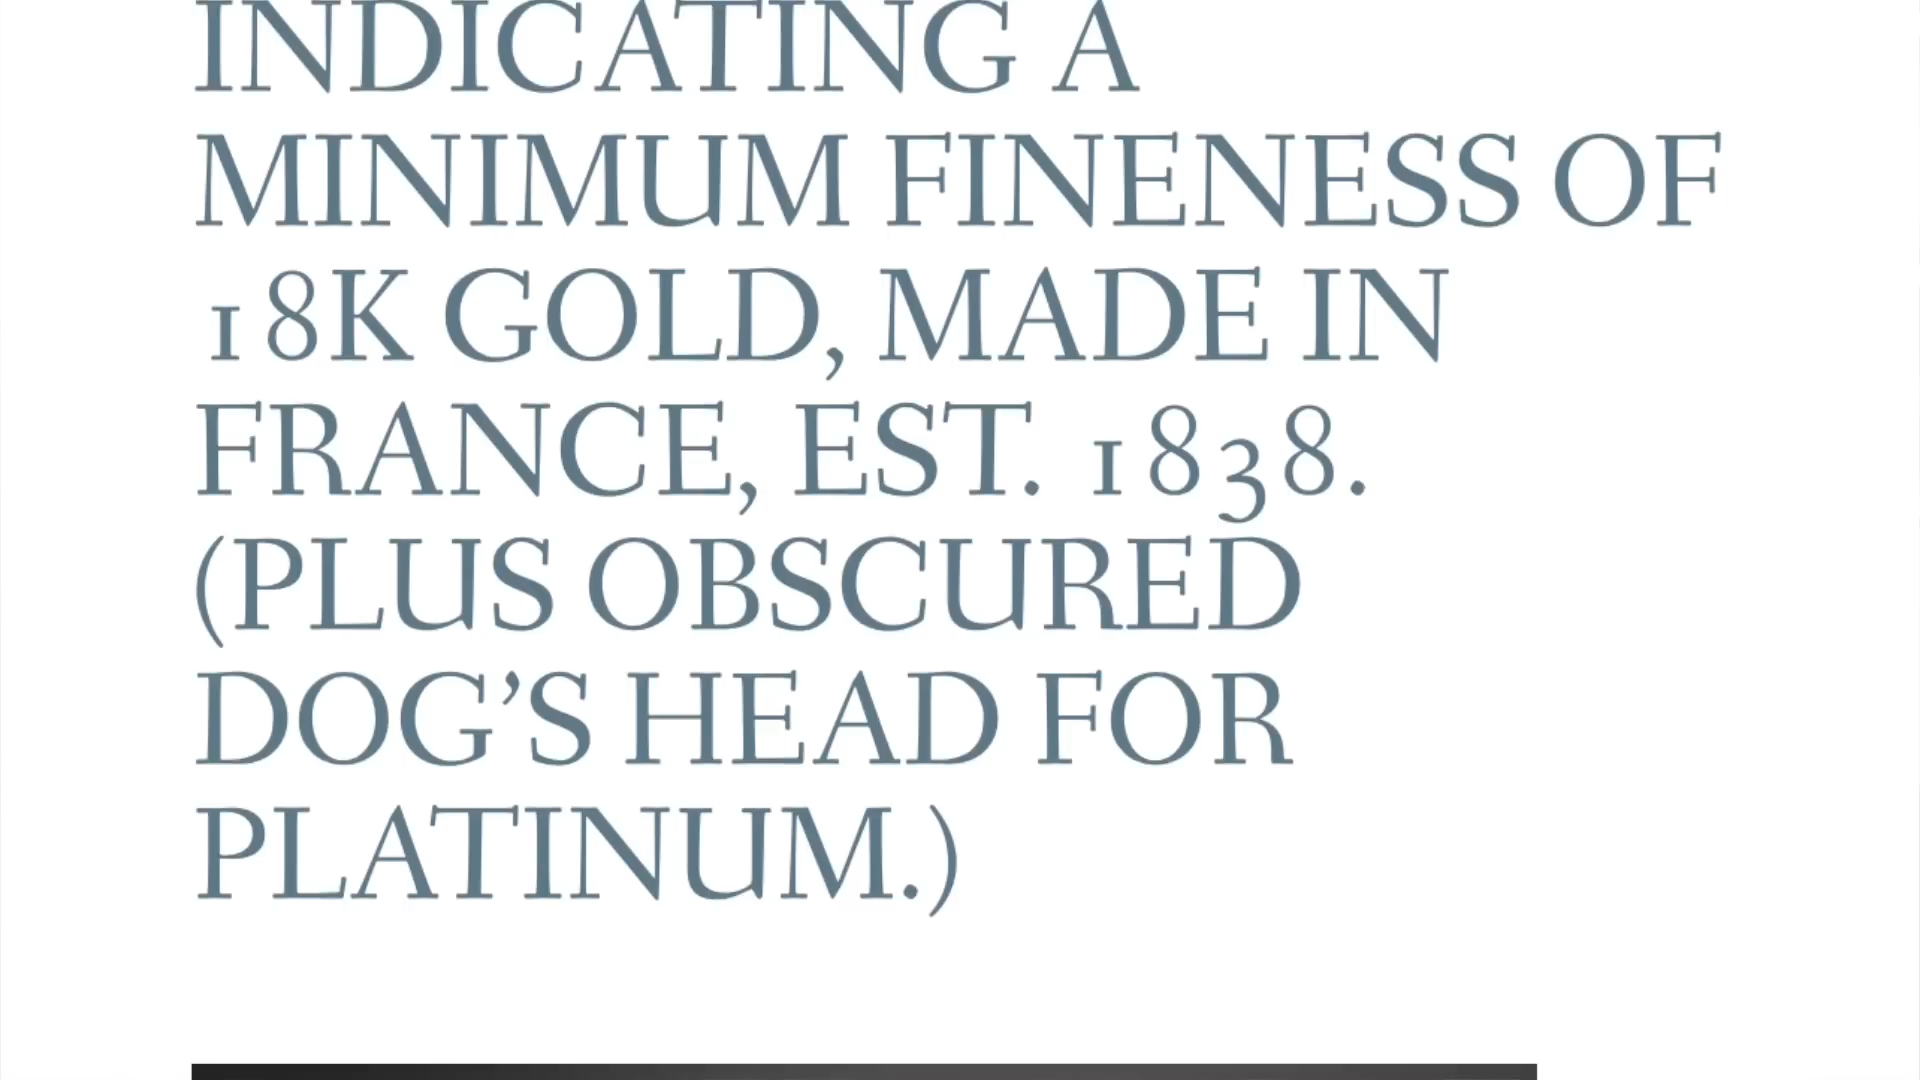 INDICATING A
MINIMUM FINENESS OF
18K GOLD, MADE IN
FRANCE, EST. 1838.
(PLUS OBSCURED
DOG’S HEAD FOR
PLATINUM.)